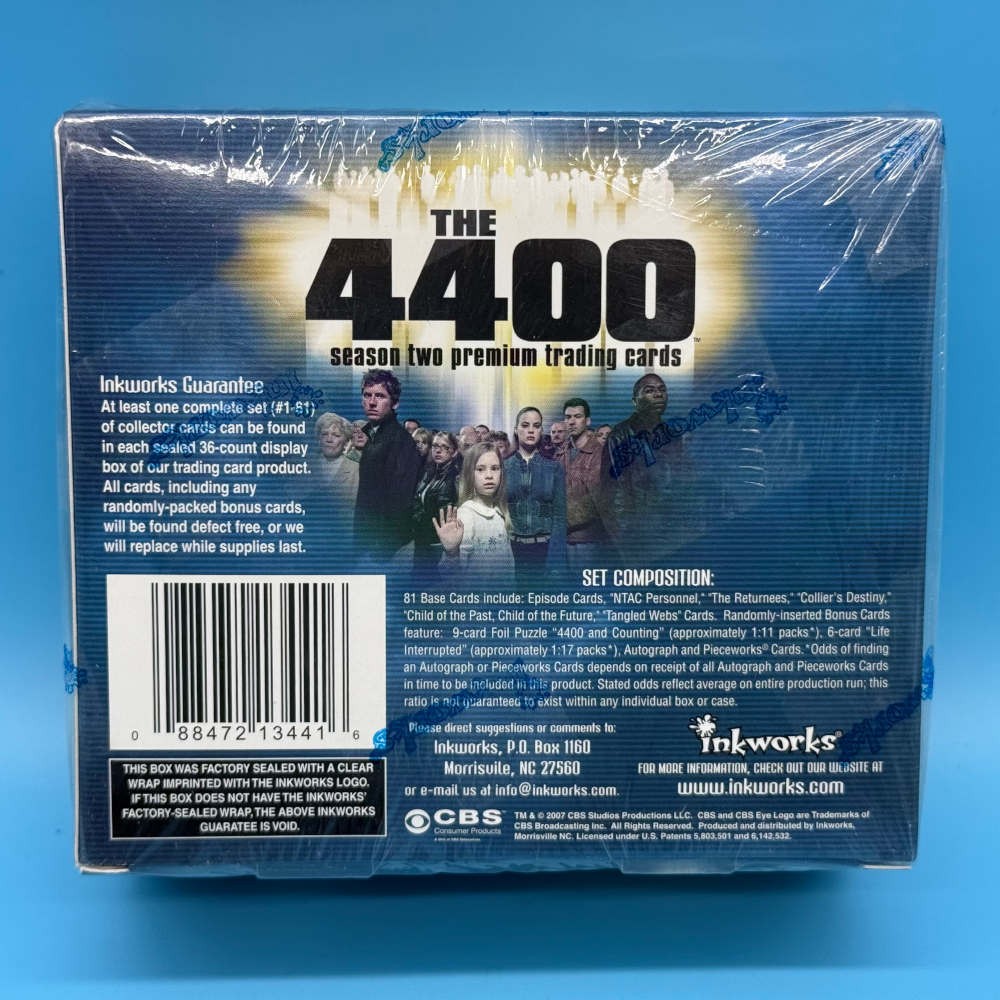 THE
4400
TM
season two premium trading cards
Inkworks Guarantee
At least one complete set (#1-81)
of collector cards can be found
in each sealed 36-count display
box of our trading card product.
All cards, including any
randomly-packed bonus cards,
will be found defect free, or we
will replace while supplies last.
SET COMPOSITION:
81 Base Cards include: Episode Cards, "NTAC Personnel," "The Returnees," "Collier's Destiny,"
"Child of the Past, Child of the Future," "Tangled Webs" Cards. Randomly-inserted Bonus Cards
feature: 9-card Foil Puzzle "4400 and Counting" (approximately 1:11 packs*), 6-card "Life
Interrupted" (approximately 1:17 packs*), Autograph and Pieceworks® Cards. *Odds of finding
an Autograph or Pieceworks Cards depends on receipt of all Autograph and Pieceworks Cards
in time to be included in this product. Stated odds reflect average on entire production run; this
ratio is not guaranteed to exist within any individual box or case.
0 88472 13441 6
THIS BOX WAS FACTORY SEALED WITH A CLEAR
WRAP IMPRINTED WITH THE INKWORKS LOGO.
IF THIS BOX DOES NOT HAVE THE INKWORKS'
FACTORY-SEALED WRAP, THE ABOVE INKWORKS
GUARATEE IS VOID.
Please direct suggestions or comments to:
Inkworks, P.O. Box 1160
Morrisvile, NC 27560
or e-mail us at info@inkworks.com.
inkworks®
FOR MORE INFORMATION, CHECK OUT OUR WEBSITE AT
www.inkworks.com
CBS
Consumer Products
TM & © 2007 CBS Studios Productions LLC. CBS and CBS Eye Logo are Trademarks of
CBS Broadcasting Inc. All Rights Reserved. Produced and distributed by Inkworks,
Morrisville NC. Licensed under U.S. Patents 5,803,501 and 6,142,532.